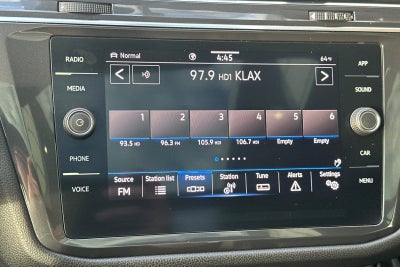 RADIO
MEDIA
PHONE
VOICE
APP
SOUND
CAR
MENU
Normal 4:45 64°F
97.9 HD1 KLAX
1 2 3 4 5 6
93.5 HD 96.3 FM 105.9 HD 106.7 HD Empty Empty
Source Station list Presets Station Tune Alerts Settings
FM